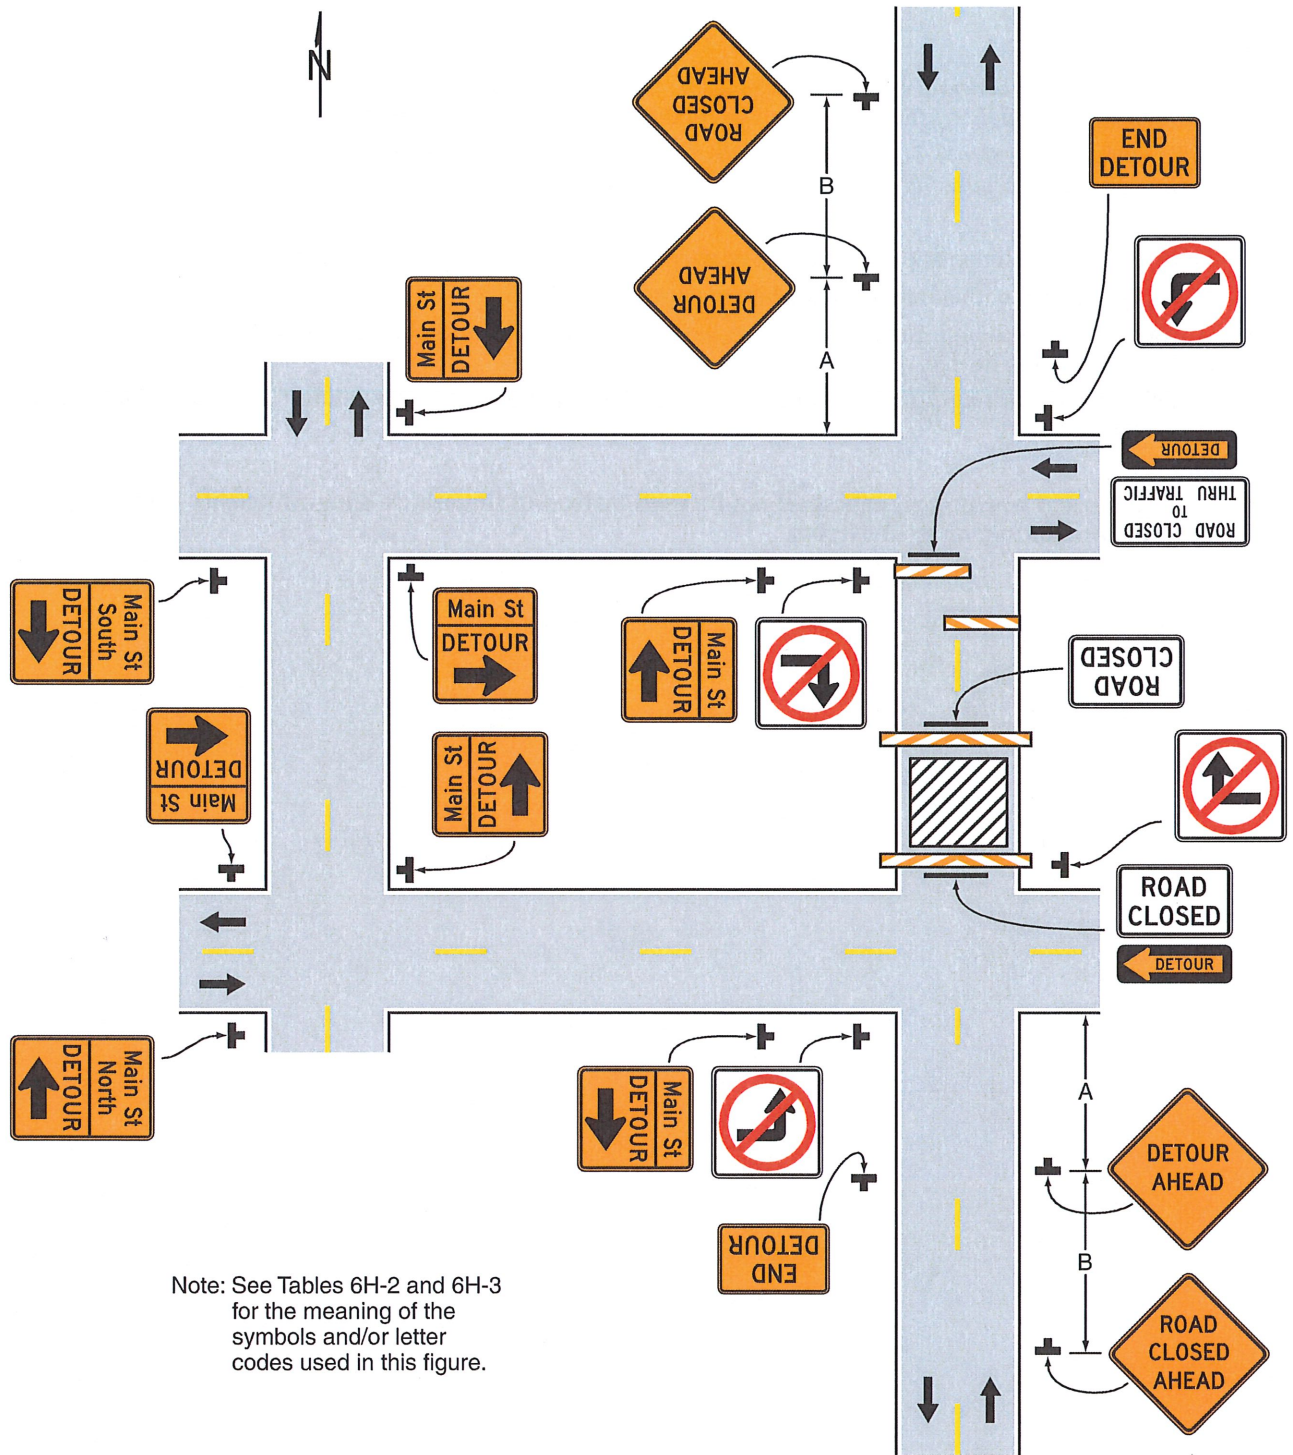 N
ROAD
CLOSED
AHEAD
B
DETOUR
AHEAD
A
END
DETOUR
Main St
DETOUR
DETOUR
ROAD CLOSED
TO
THRU TRAFFIC
Main St
South
DETOUR
Main St
DETOUR
Main St
DETOUR
ROAD
CLOSED
Main St
DETOUR
Main St
DETOUR
ROAD
CLOSED
DETOUR
Main St
North
DETOUR
Main St
DETOUR
END
DETOUR
A
DETOUR
AHEAD
B
ROAD
CLOSED
AHEAD
Note: See Tables 6H-2 and 6H-3
for the meaning of the
symbols and/or letter
codes used in this figure.